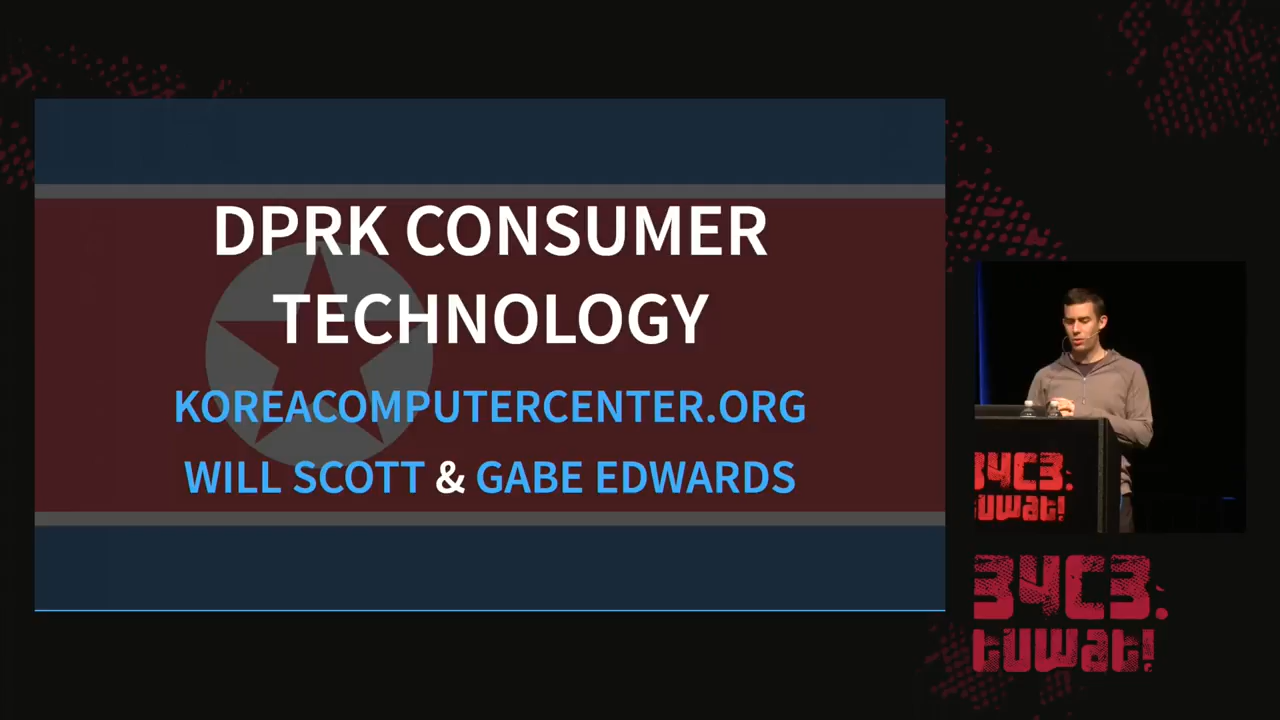 DPRK CONSUMER
TECHNOLOGY
KOREACOMPUTERCENTER.ORG
WILL SCOTT & GABE EDWARDS
34C3.
tuwat!
34C3.
tuwat!